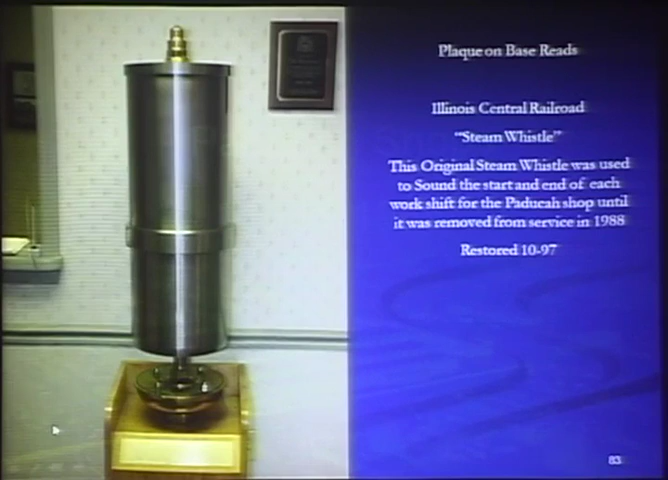 Plaque on Base Reads
Illinois Central Railroad
“Steam Whistle”
This Original Steam Whistle was used
to Sound the start and end of each
work shift for the Paducah shop until
it was removed from service in 1988
Restored 10-97
83